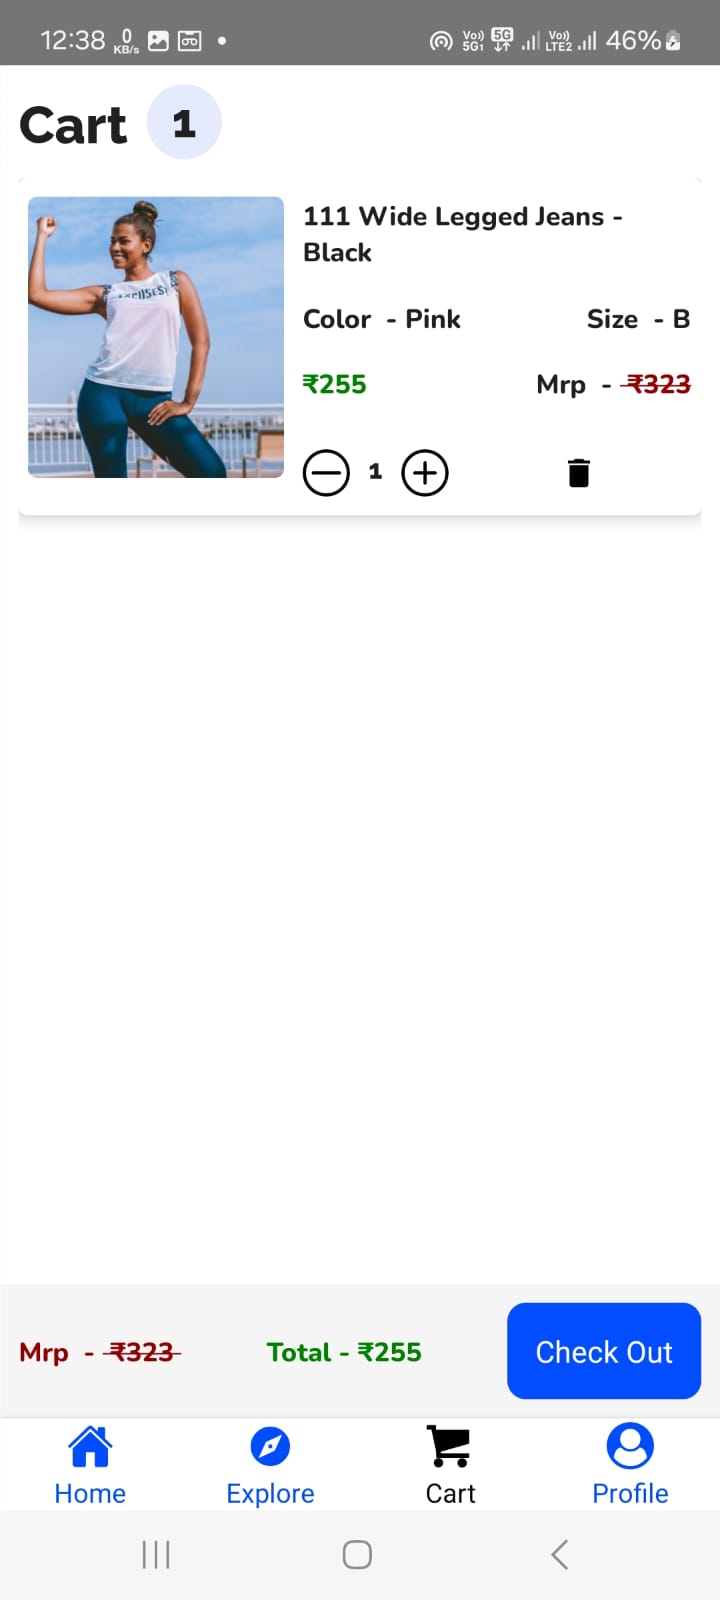 12:38 0 KB/s Vo)) 5G1 5G Vo)) LTE2 46%
Cart 1
111 Wide Legged Jeans -
Black
Color - Pink Size - B
₹255 Mrp - ₹323
1
Mrp - ₹323 Total - ₹255 Check Out
Home Explore Cart Profile